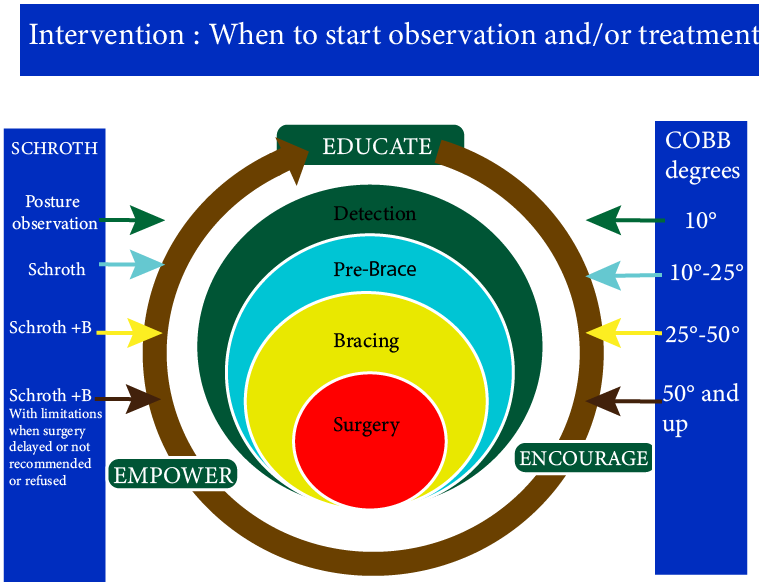 Intervention : When to start observation and/or treatment
SCHROTH
Posture
observation
Schroth
Schroth +B
Schroth +B
With limitations
when surgery
delayed or not
recommended
or refused
EDUCATE
Detection
Pre-Brace
Bracing
Surgery
EMPOWER
ENCOURAGE
COBB
degrees
10°
10°-25°
25°-50°
50° and
up